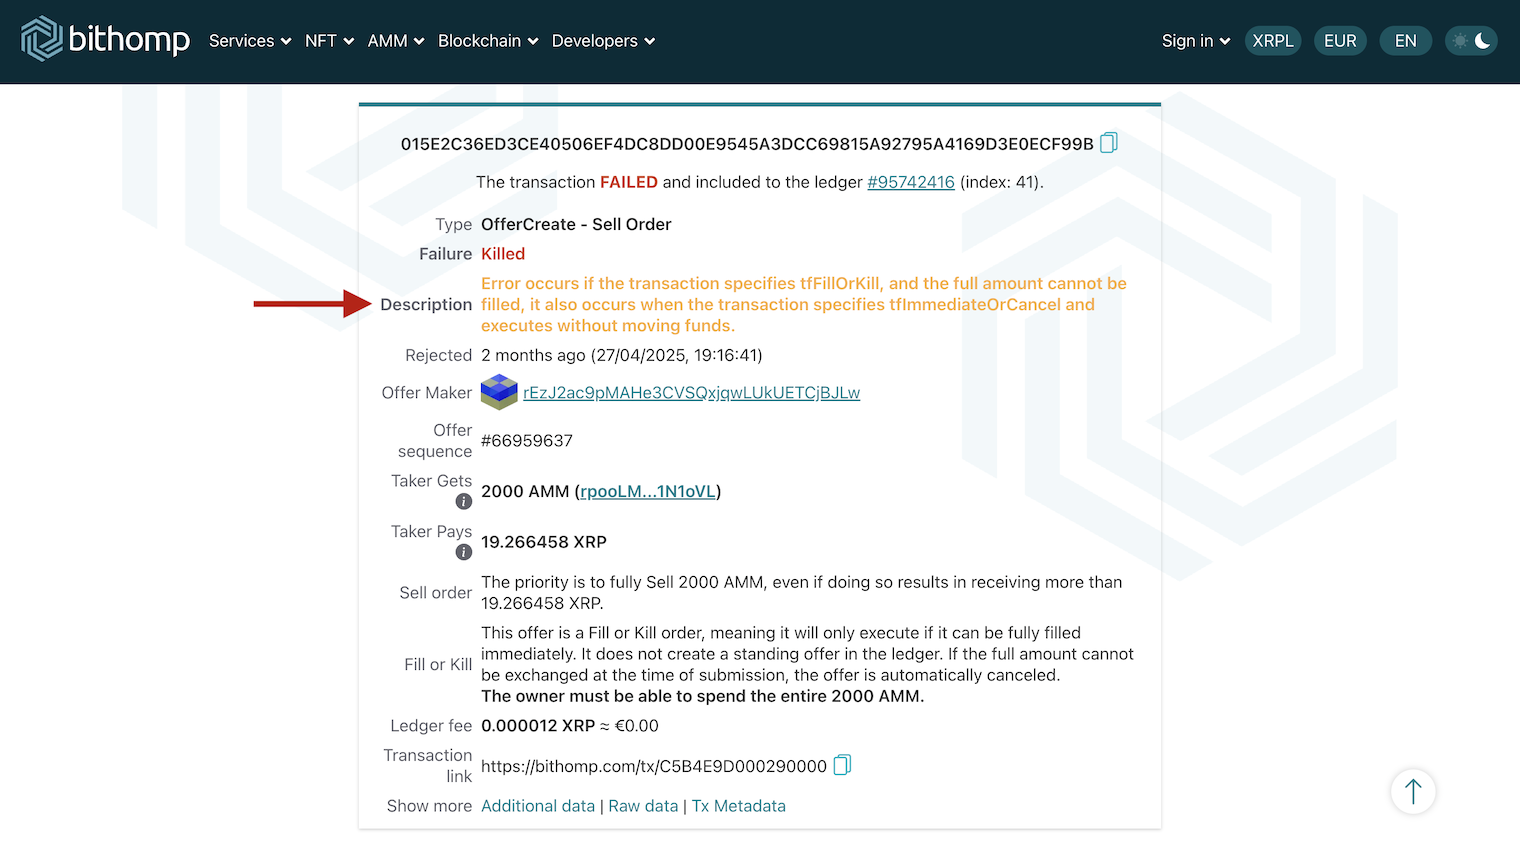 bithomp Services NFT AMM Blockchain Developers Sign in XRPL EUR EN
015E2C36ED3CE40506EF4DC8DD00E9545A3DCC69815A92795A4169D3E0ECF99B
The transaction FAILED and included to the ledger #95742416 (index: 41).
Type OfferCreate - Sell Order
Failure Killed
Description Error occurs if the transaction specifies tfFillOrKill, and the full amount cannot be
filled, it also occurs when the transaction specifies tfImmediateOrCancel and
executes without moving funds.
Rejected 2 months ago (27/04/2025, 19:16:41)
Offer Maker rEzJ2ac9pMAHe3CVSQxjqwLUkUETCjBJLw
Offer
sequence #66959637
Taker Gets
i 2000 AMM (rpooLM...1N1oVL)
Taker Pays
i 19.266458 XRP
Sell order The priority is to fully Sell 2000 AMM, even if doing so results in receiving more than
19.266458 XRP.
Fill or Kill This offer is a Fill or Kill order, meaning it will only execute if it can be fully filled
immediately. It does not create a standing offer in the ledger. If the full amount cannot
be exchanged at the time of submission, the offer is automatically canceled.
The owner must be able to spend the entire 2000 AMM.
Ledger fee 0.000012 XRP ≈ €0.00
Transaction
link https://bithomp.com/tx/C5B4E9D000290000
Show more Additional data | Raw data | Tx Metadata